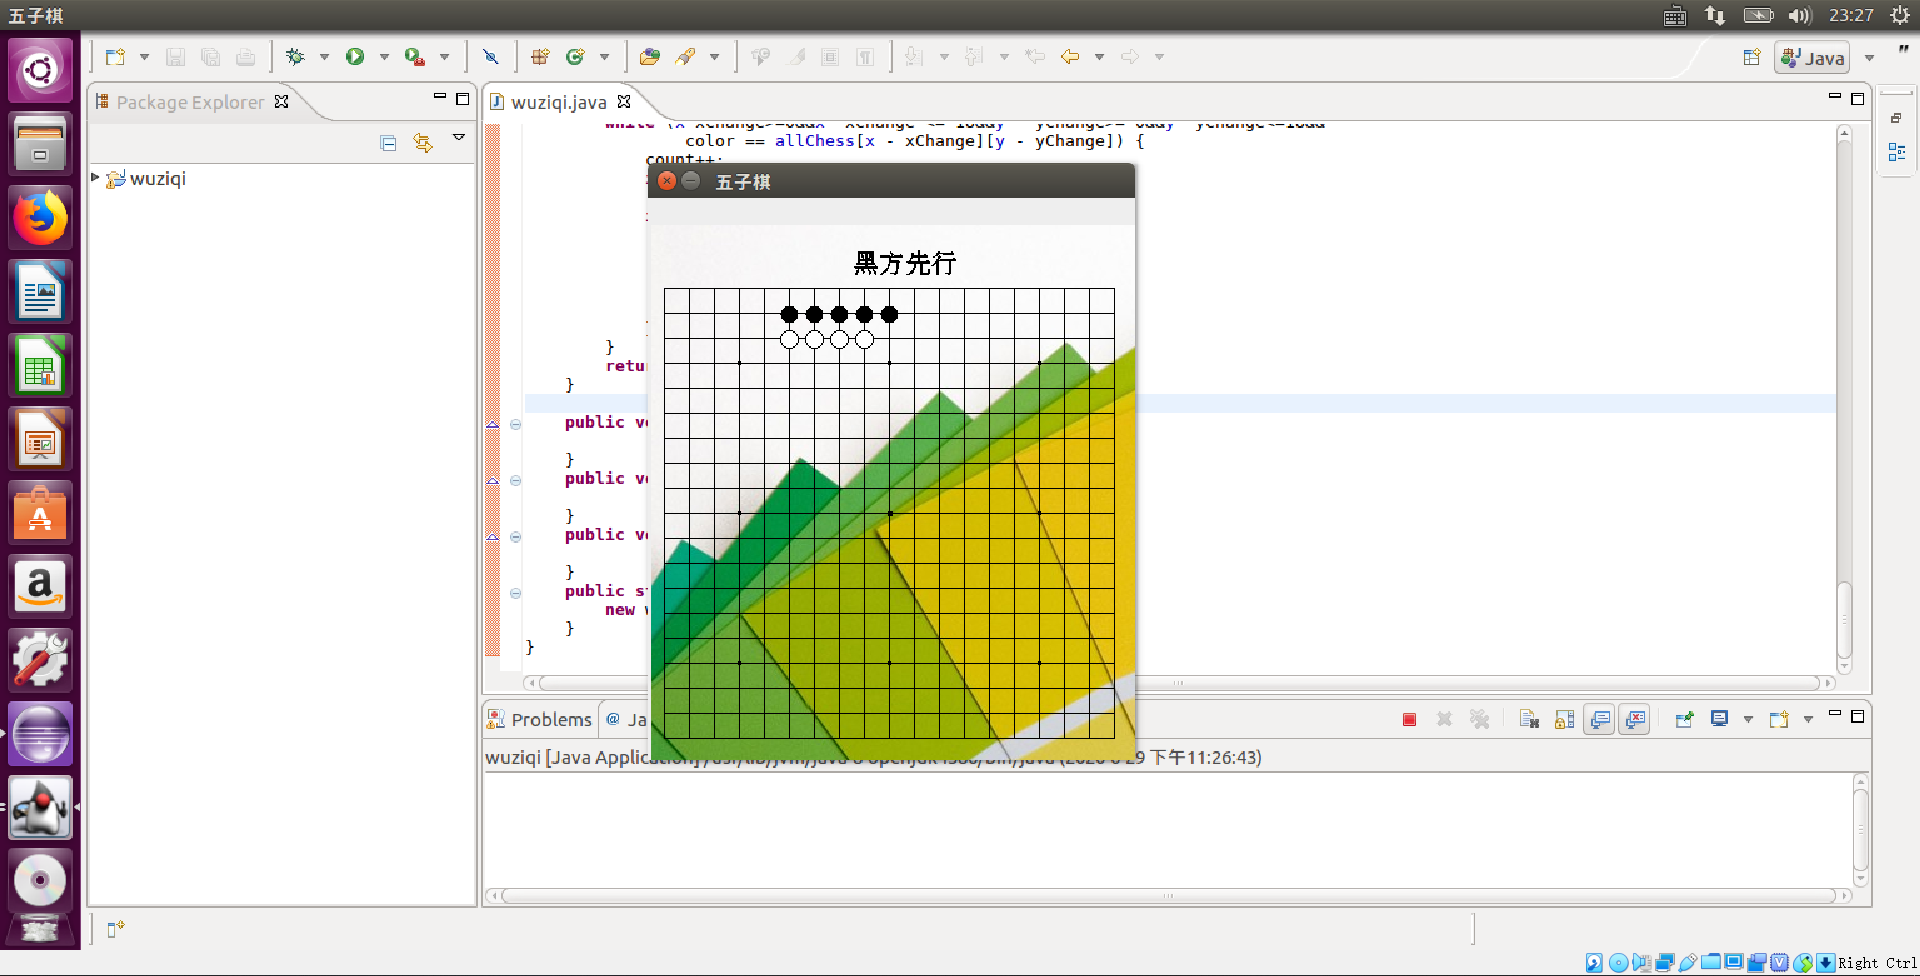 五子棋
23:27
Java
Package Explorer
wuziqi.java
wuziqi
color == allChess[x - xChange][y - yChange]) {
count++;
五子棋
黑方先行
}
}
public
}
public
}
public
}
public
new
}
}
Problems
@ Ja
wuziqi [Java Application]
下午11:26:43)
Right Ctrl